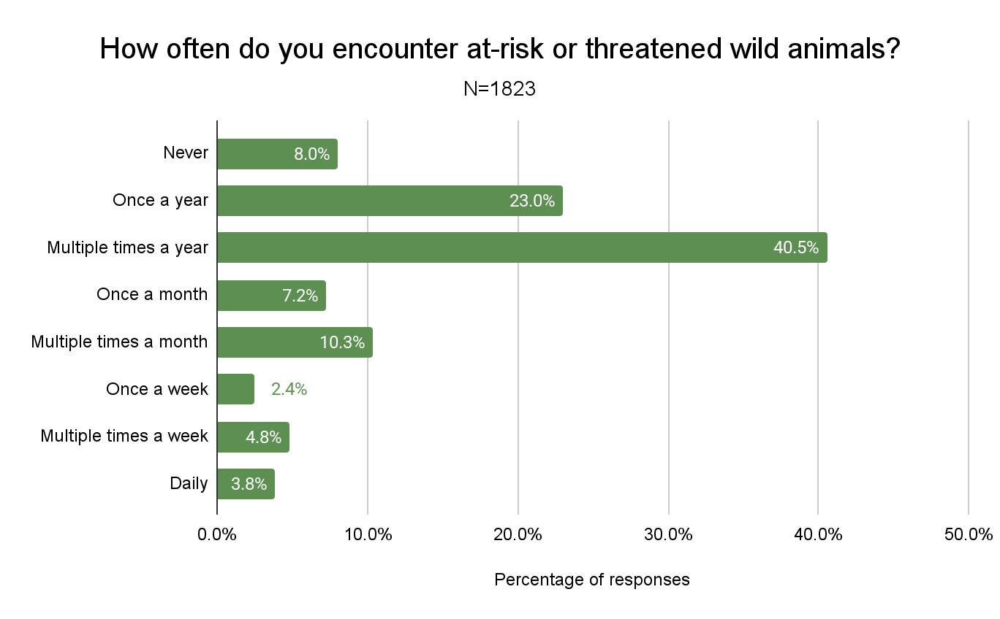 How often do you encounter at-risk or threatened wild animals?
N=1823
Never 8.0%
Once a year 23.0%
Multiple times a year 40.5%
Once a month 7.2%
Multiple times a month 10.3%
Once a week 2.4%
Multiple times a week 4.8%
Daily 3.8%
0.0% 10.0% 20.0% 30.0% 40.0% 50.0%
Percentage of responses